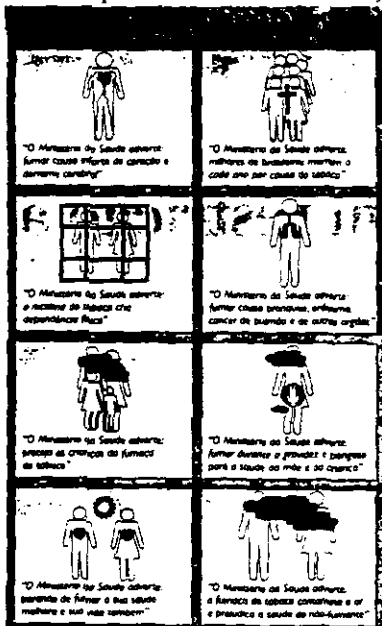 "O Ministério da Saúde adverte:
fumar causa infarto do coração e
derrame cerebral"
"O Ministério da Saúde adverte:
milhares de brasileiros morrem a
cada ano por causa do tabaco"
"O Ministério da Saúde adverte:
a nicotina do tabaco cria
dependência física"
"O Ministério da Saúde adverte:
fumar causa bronquite, enfisema,
câncer de pulmão e de outros órgãos"
"O Ministério da Saúde adverte:
proteja as crianças da fumaça
do tabaco"
"O Ministério da Saúde adverte:
fumar durante a gravidez é perigoso
para a saúde da mãe e da criança"
"O Ministério da Saúde adverte:
parando de fumar a sua saúde
melhora e sua vida também"
"O Ministério da Saúde adverte:
a fumaça do tabaco contamina o ar
e prejudica a saúde do não-fumante"